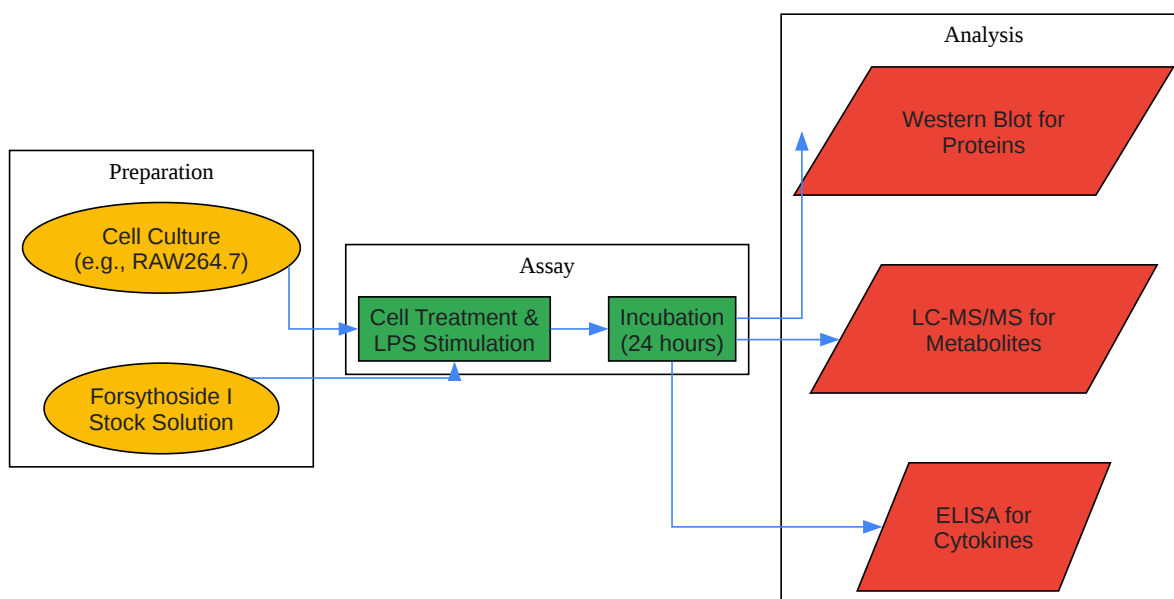 Preparation
Cell Culture
(e.g., RAW264.7)
Forsythoside I
Stock Solution
Assay
Cell Treatment &
LPS Stimulation
Incubation
(24 hours)
Analysis
Western Blot for
Proteins
LC-MS/MS for
Metabolites
ELISA for
Cytokines